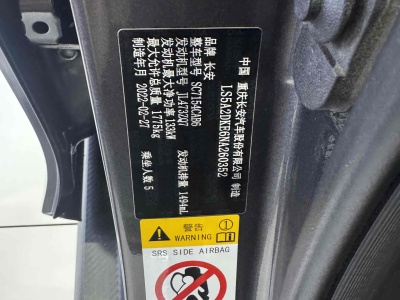 中国 重庆长安汽车股份有限公司 制造
LS5A2DKE6NA260352
品牌 长安
整车型号 SC7154CAB6
发动机型号 JL473ZQ7 发动机排量 1494mL
发动机最大净功率 133kW
最大允许总质量 1775kg
制造年月 2022-02-27 乘坐人数 5
警告
WARNING
SRS SIDE AIRBAG